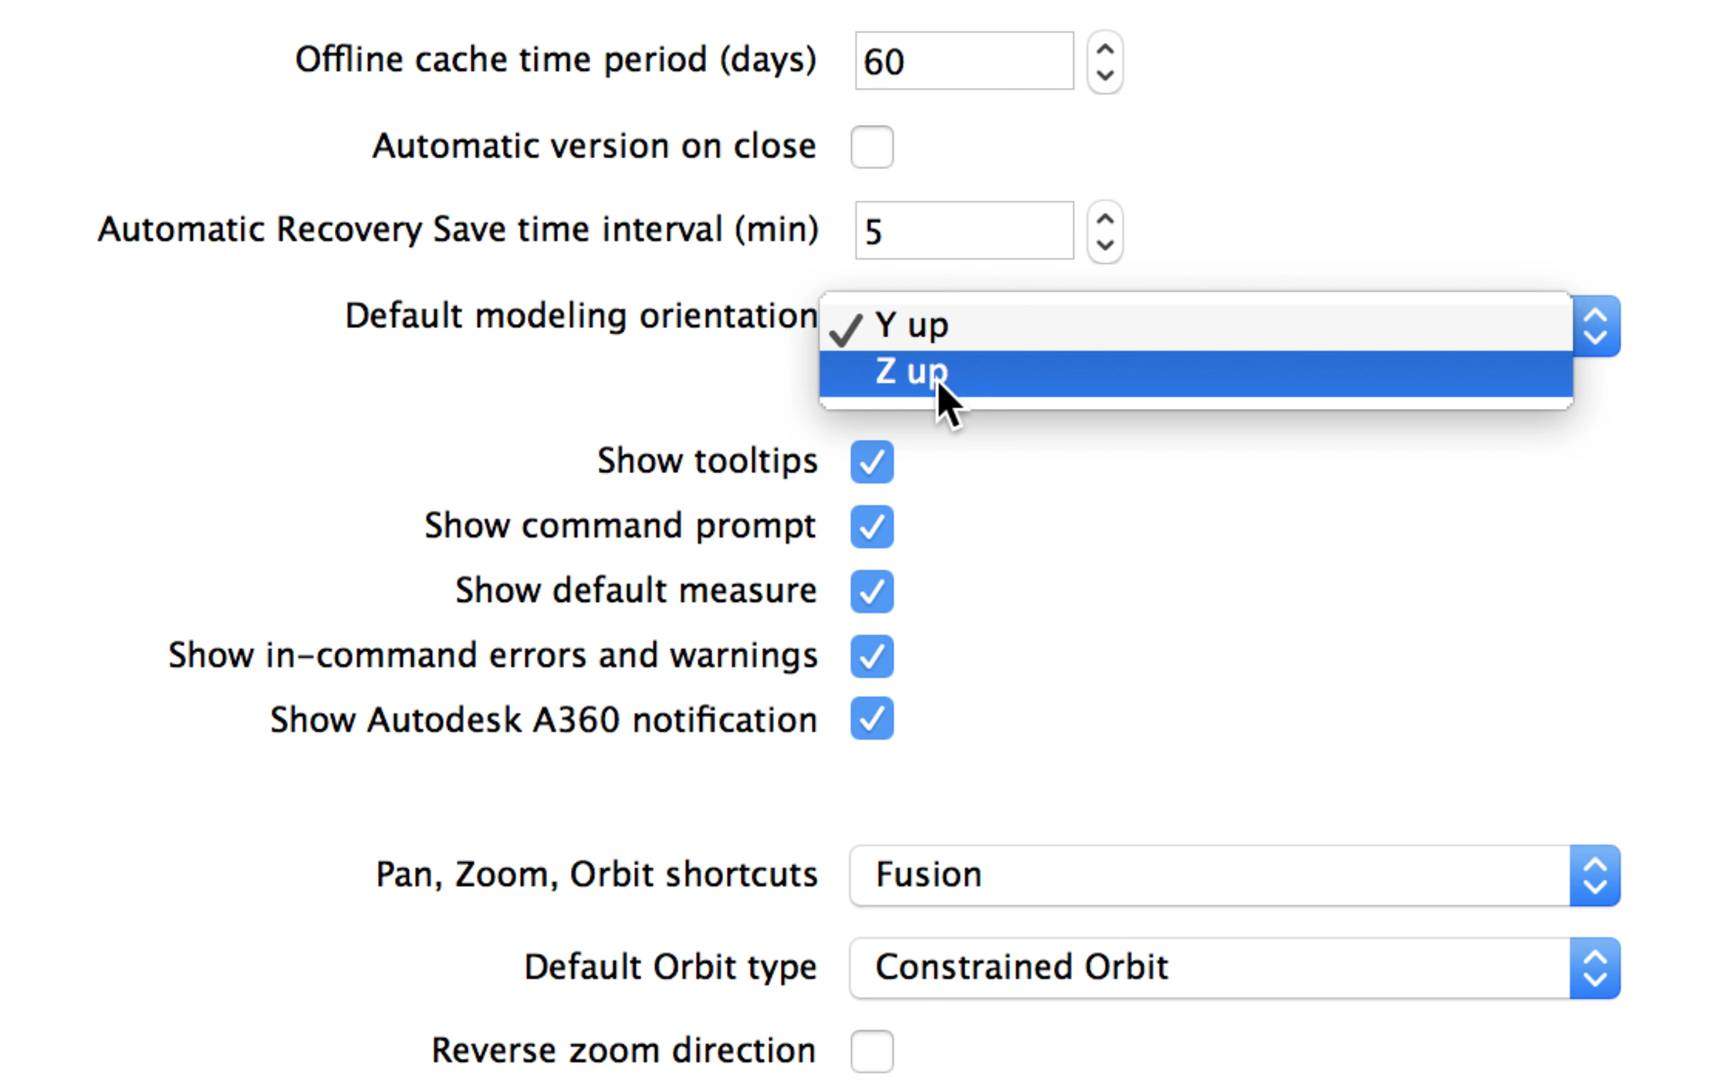 Offline cache time period (days) 60
Automatic version on close
Automatic Recovery Save time interval (min) 5
Default modeling orientation Y up
Z up
Show tooltips
Show command prompt
Show default measure
Show in-command errors and warnings
Show Autodesk A360 notification
Pan, Zoom, Orbit shortcuts Fusion
Default Orbit type Constrained Orbit
Reverse zoom direction